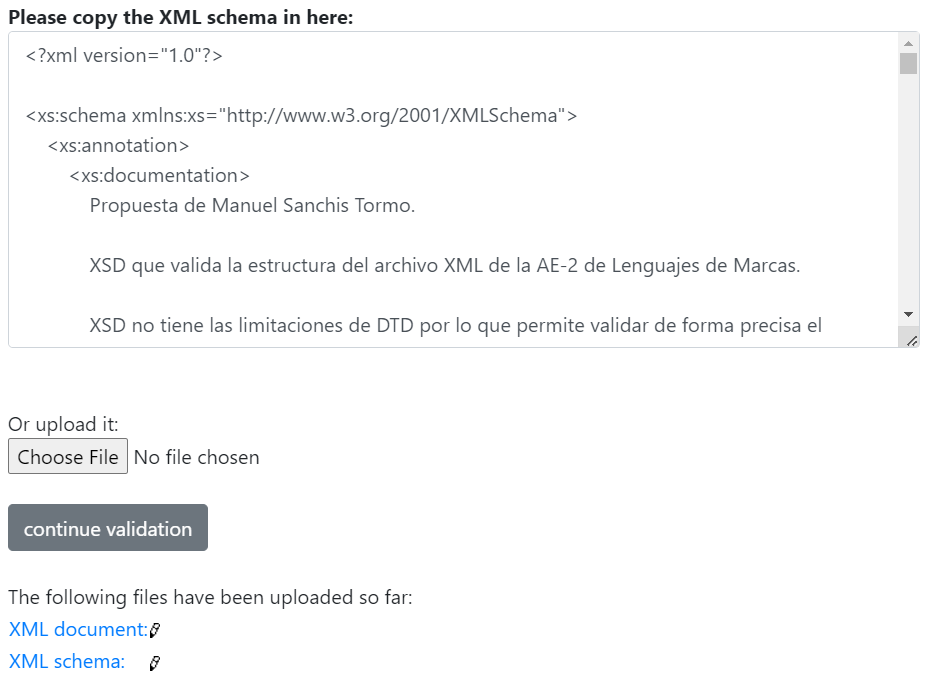 Please copy the XML schema in here:
<?xml version="1.0"?>
<xs:schema xmlns:xs="http://www.w3.org/2001/XMLSchema">
<xs:annotation>
<xs:documentation>
Propuesta de Manuel Sanchis Tormo.
XSD que valida la estructura del archivo XML de la AE-2 de Lenguajes de Marcas.
XSD no tiene las limitaciones de DTD por lo que permite validar de forma precisa el
Or upload it:
Choose File No file chosen
continue validation
The following files have been uploaded so far:
XML document:
XML schema: